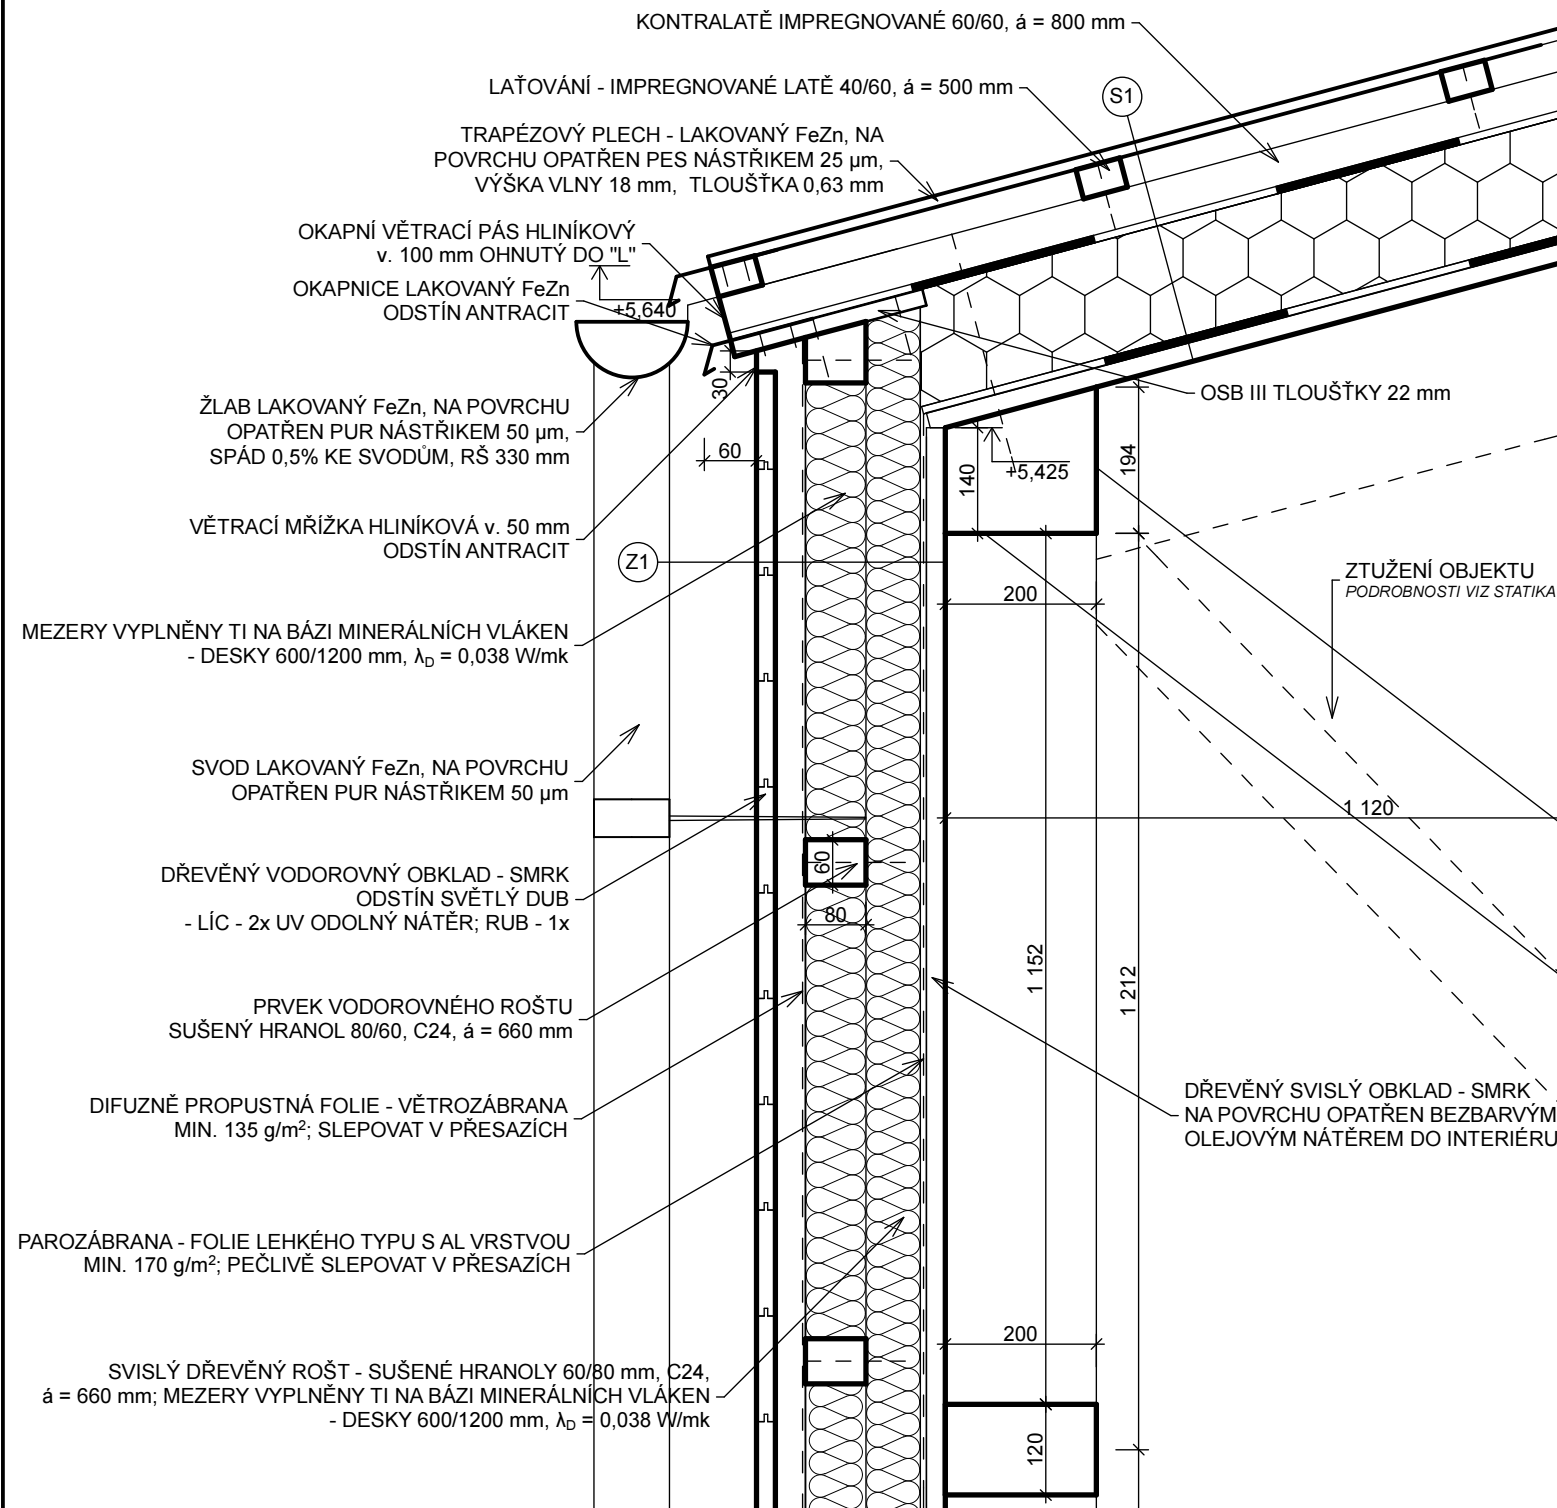 KONTRALATĚ IMPREGNOVANÉ 60/60, á = 800 mm
LAŤOVÁNÍ - IMPREGNOVANÉ LATĚ 40/60, á = 500 mm
S1
TRAPÉZOVÝ PLECH - LAKOVANÝ FeZn, NA
POVRCHU OPATŘEN PES NÁSTŘIKEM 25 µm,
VÝŠKA VLNY 18 mm, TLOUŠŤKA 0,63 mm
OKAPNÍ VĚTRACÍ PÁS HLINÍKOVÝ
v. 100 mm OHNUTÝ DO "L"
OKAPNICE LAKOVANÝ FeZn
ODSTÍN ANTRACIT
+5,640
30
OSB III TLOUŠŤKY 22 mm
ŽLAB LAKOVANÝ FeZn, NA POVRCHU
OPATŘEN PUR NÁSTŘIKEM 50 µm,
SPÁD 0,5% KE SVODŮM, RŠ 330 mm
60
140
+5,425
194
VĚTRACÍ MŘÍŽKA HLINÍKOVÁ v. 50 mm
ODSTÍN ANTRACIT
Z1
ZTUŽENÍ OBJEKTU
PODROBNOSTI VIZ STATIKA
200
MEZERY VYPLNĚNY TI NA BÁZI MINERÁLNÍCH VLÁKEN
- DESKY 600/1200 mm, λD = 0,038 W/mk
SVOD LAKOVANÝ FeZn, NA POVRCHU
OPATŘEN PUR NÁSTŘIKEM 50 µm
1 120
60
DŘEVĚNÝ VODOROVNÝ OBKLAD - SMRK
ODSTÍN SVĚTLÝ DUB
- LÍC - 2x UV ODOLNÝ NÁTĚR; RUB - 1x
80
1 152
1 212
PRVEK VODOROVNÉHO ROŠTU
SUŠENÝ HRANOL 80/60, C24, á = 660 mm
DIFUZNĚ PROPUSTNÁ FOLIE - VĚTROZÁBRANA
MIN. 135 g/m²; SLEPOVAT V PŘESAZÍCH
DŘEVĚNÝ SVISLÝ OBKLAD - SMRK
NA POVRCHU OPATŘEN BEZBARVÝM
OLEJOVÝM NÁTĚREM DO INTERIÉRU
PAROZÁBRANA - FOLIE LEHKÉHO TYPU S AL VRSTVOU
MIN. 170 g/m²; PEČLIVĚ SLEPOVAT V PŘESAZÍCH
200
SVISLÝ DŘEVĚNÝ ROŠT - SUŠENÉ HRANOLY 60/80 mm, C24,
á = 660 mm; MEZERY VYPLNĚNY TI NA BÁZI MINERÁLNÍCH VLÁKEN
- DESKY 600/1200 mm, λD = 0,038 W/mk
120